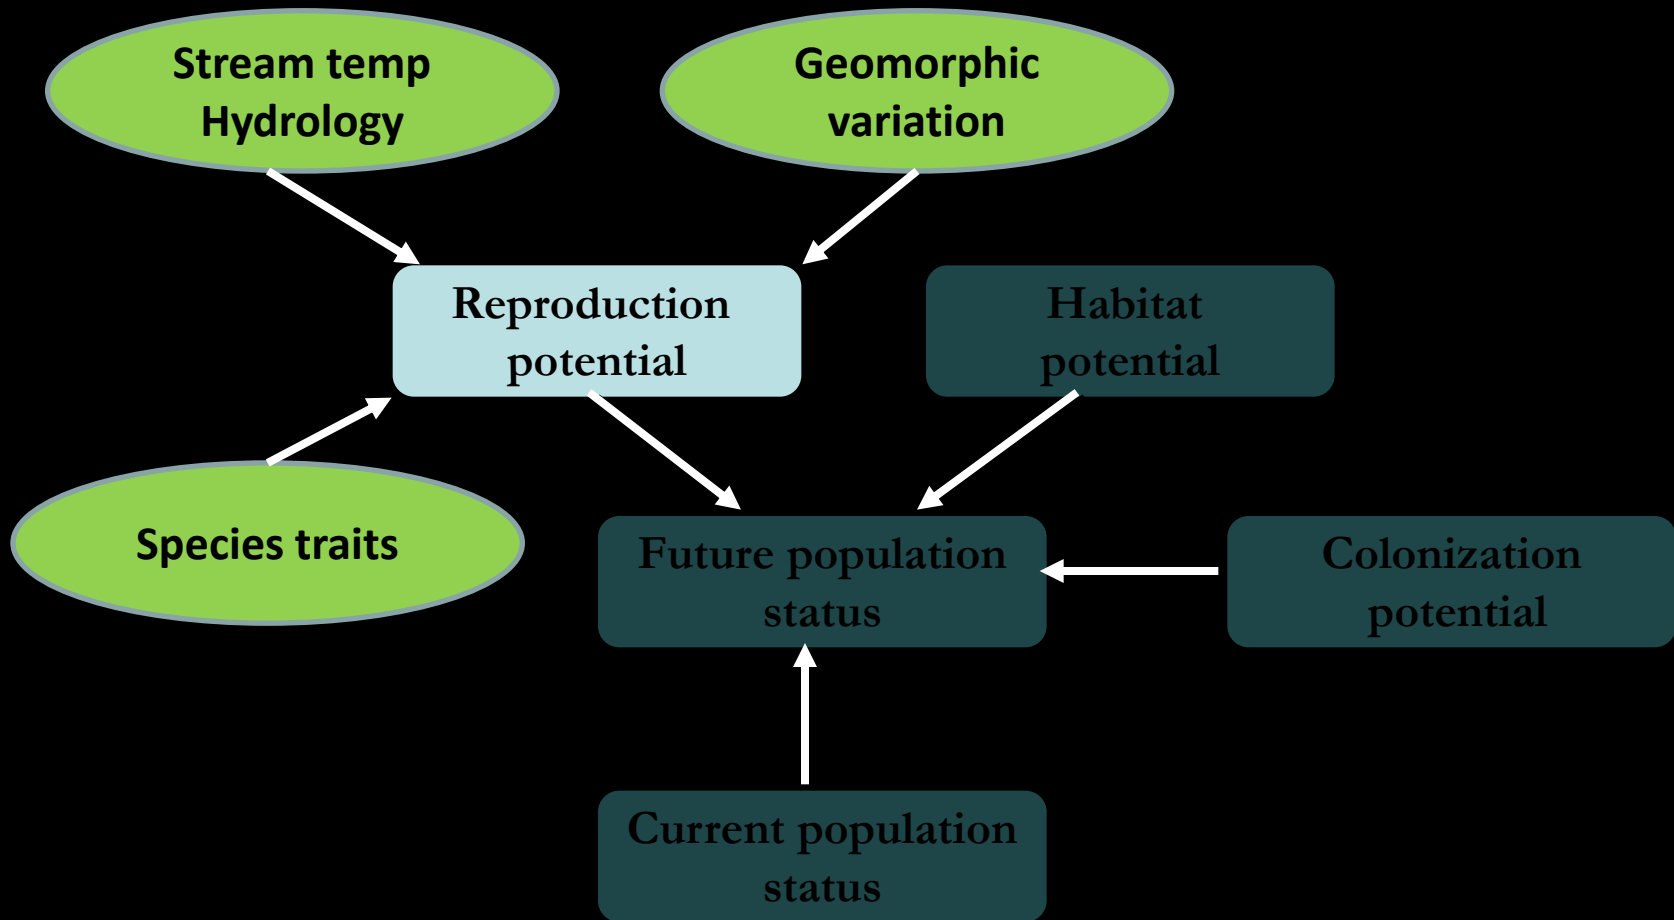 Stream temp
Hydrology
Geomorphic
variation
Reproduction
potential
Habitat
potential
Species traits
Future population
status
Colonization
potential
Current population
status